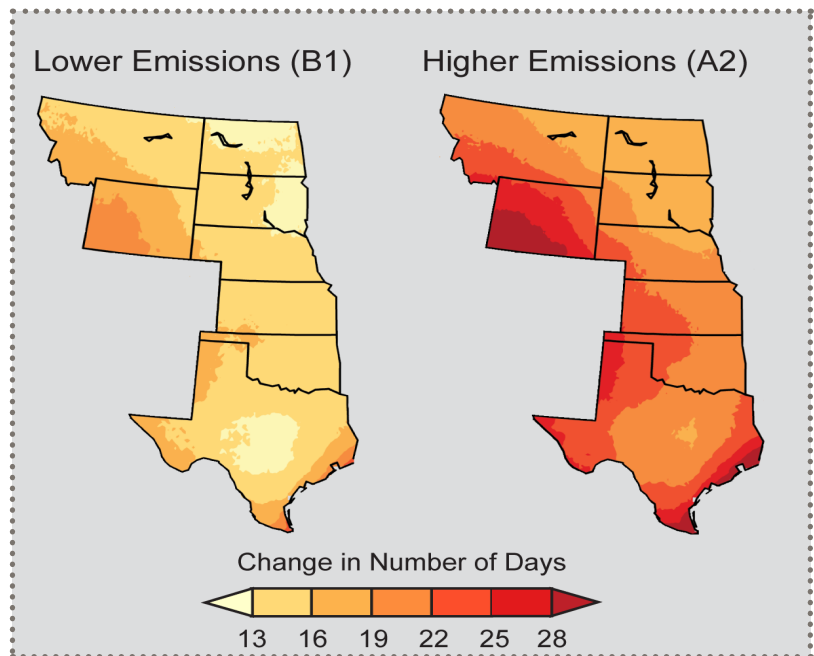 Lower Emissions (B1)
Higher Emissions (A2)
Change in Number of Days
13 16 19 22 25 28